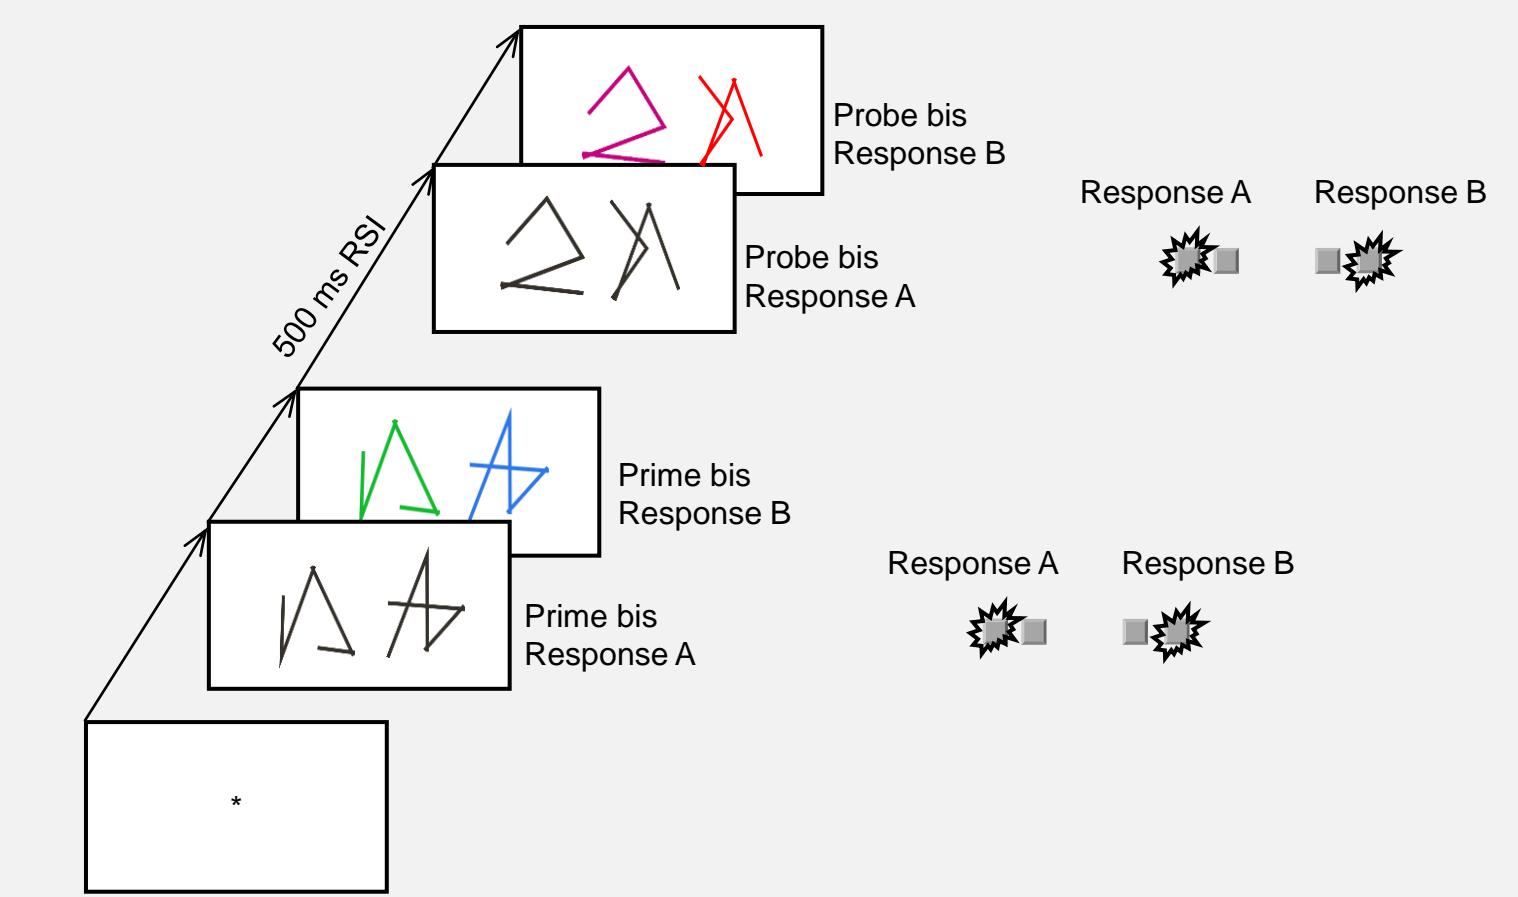 Probe bis
Response B
Response A
Response B
500 ms RSI
Probe bis
Response A
Prime bis
Response B
Response A
Response B
Prime bis
Response A
*